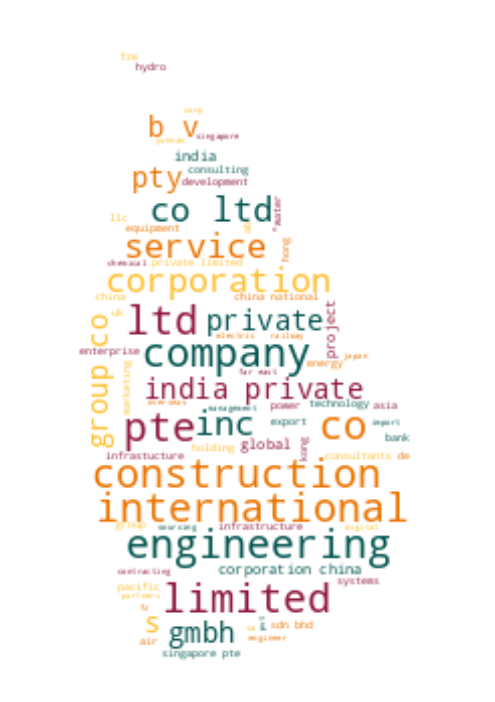 fze
hydro
corp
b v
singapore
india
consulting
pty
development
water
co ltd
llc
equipment
service
hong
chemical
private limited
corporation
china
china national
uk
ltd
private
project
group co
electric
railway
enterprise
company
japan
far east
energy
india private
marketing
overseas
management
power
technology
asia
pte
inc
export
co
import
bank
global
kong
holding
infrastucture
consultants
de
construction
international
group
sourcing
infrastructure
digital
engineering
corporation china
contracting
systems
pacific
partners
limited
s
gmbh
sdn bhd
air
engineer
singapore pte